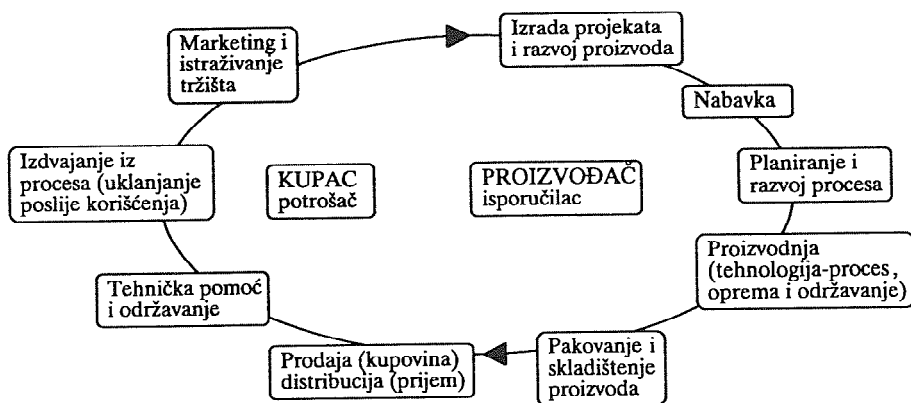 Marketing i
istraživanje
tržišta
Izrada projekata
i razvoj proizvoda
Nabavka
Planiranje i
razvoj procesa
Proizvodnja
(tehnologija-proces,
oprema i održavanje)
Pakovanje i
skladištenje
proizvoda
Prodaja (kupovina)
distribucija (prijem)
Tehnička pomoć
i održavanje
Izdvajanje iz
procesa (uklanjanje
poslije korišćenja)
KUPAC
potrošač
PROIZVOĐAČ
isporučilac